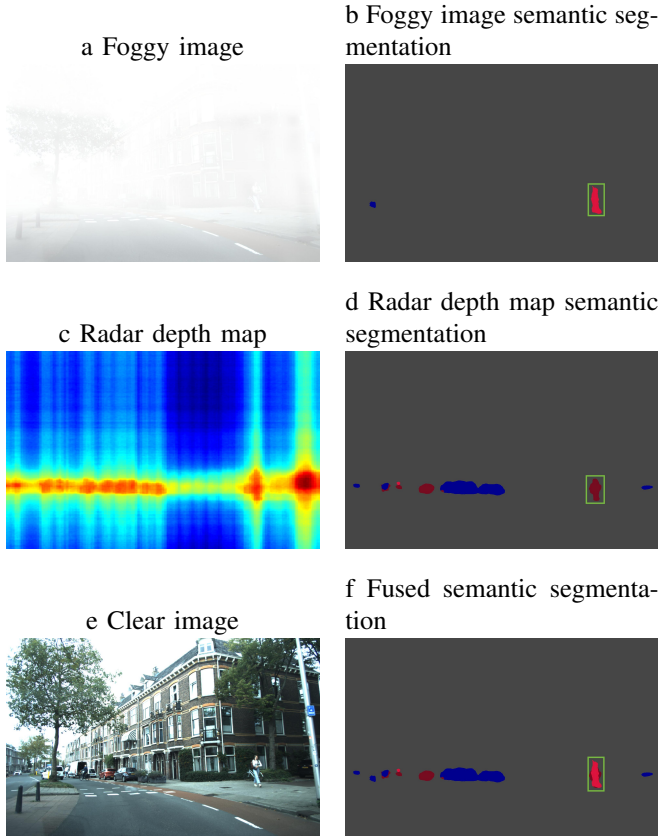 a Foggy image
b Foggy image semantic seg-
mentation
c Radar depth map
d Radar depth map semantic
segmentation
e Clear image
f Fused semantic segmenta-
tion